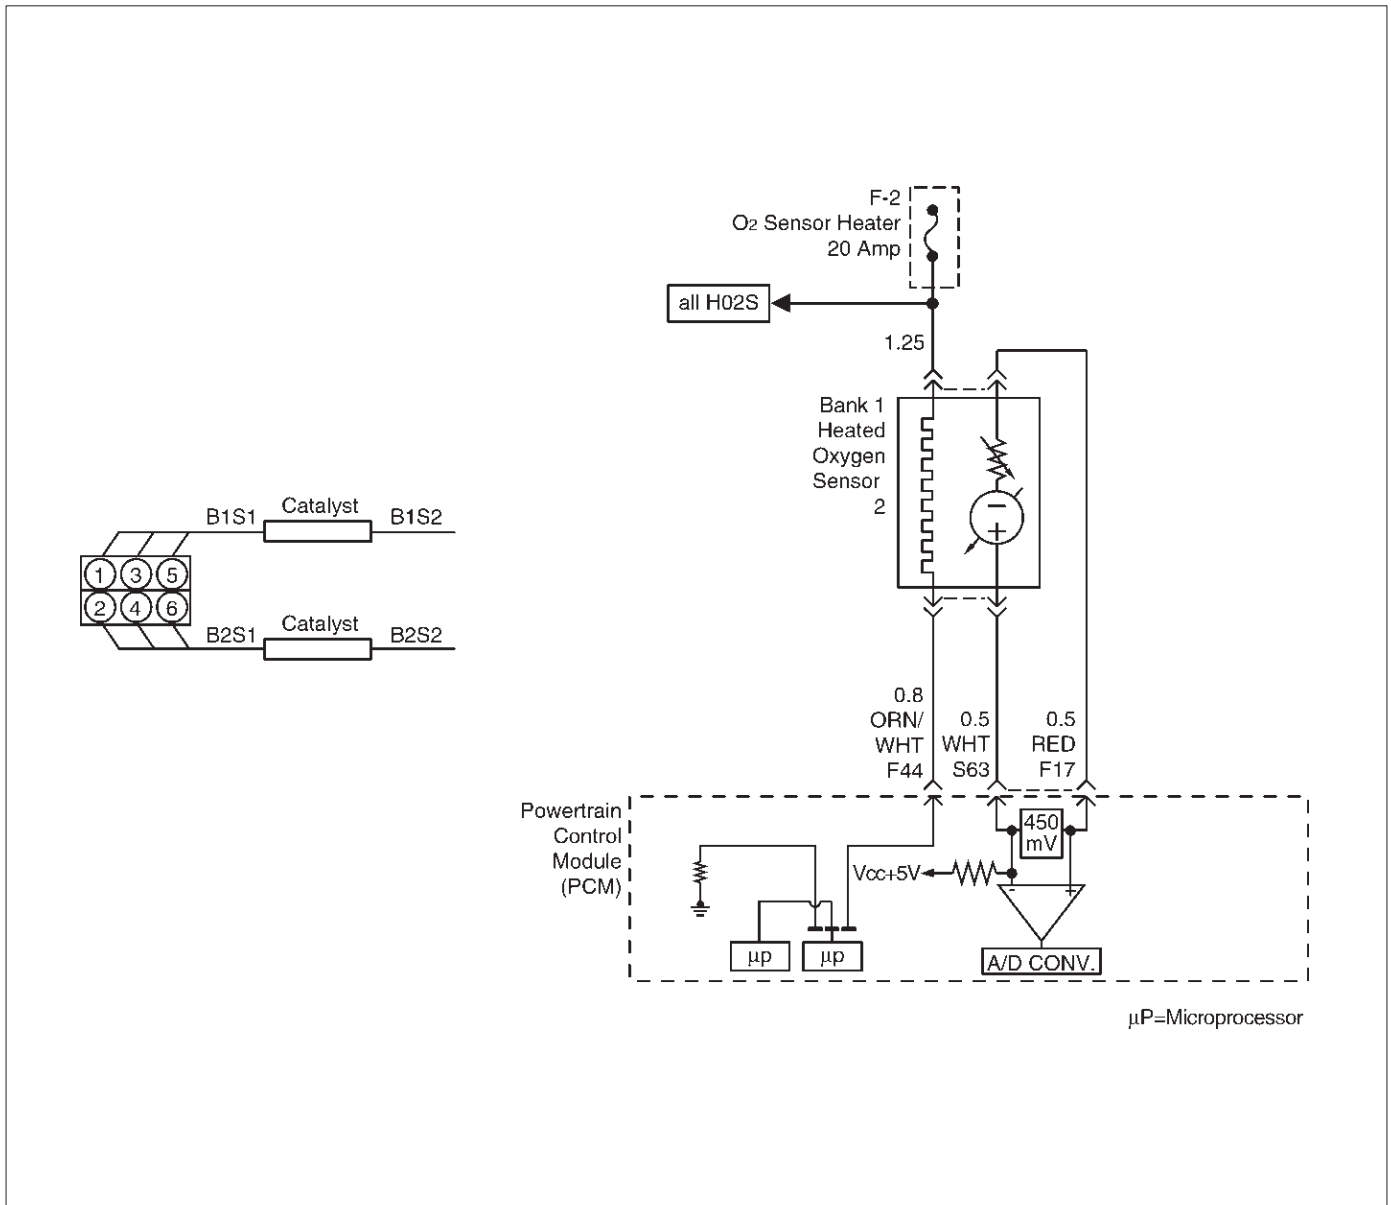 F-2
O2 Sensor Heater
20 Amp
all H02S
1.25
Bank 1
Heated
Oxygen
Sensor
2
B1S1
Catalyst
B1S2
1 3 5
2 4 6
B2S1
Catalyst
B2S2
0.8
ORN/
WHT
F44
0.5
WHT
S63
0.5
RED
F17
Powertrain
Control
Module
(PCM)
450
mV
Vcc+5V
- +
µp
µp
A/D CONV.
µP=Microprocessor
− +